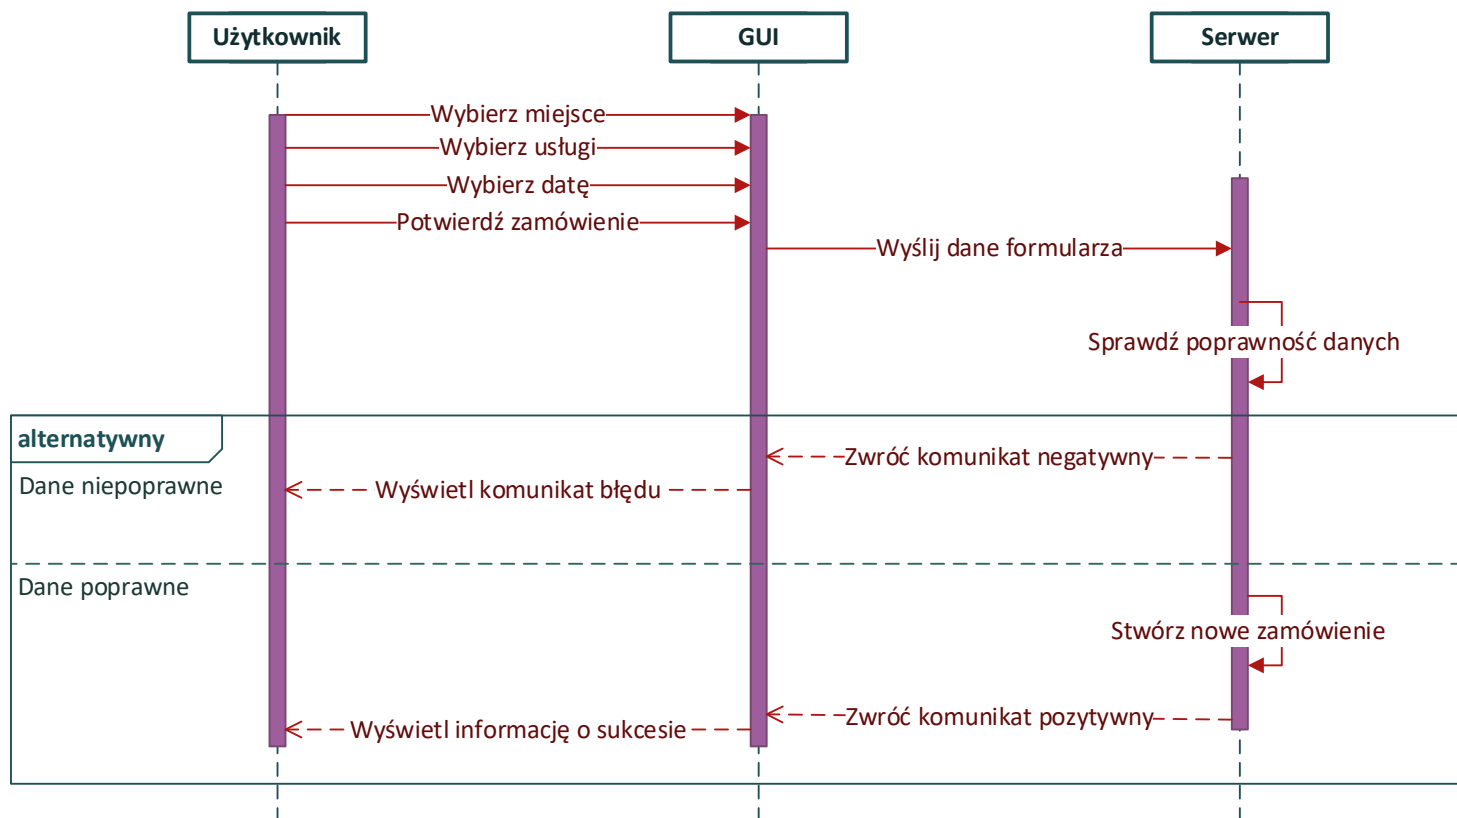 Użytkownik
GUI
Serwer
Wybierz miejsce
Wybierz usługi
Wybierz datę
Potwierdź zamówienie
Wyślij dane formularza
Sprawdź poprawność danych
alternatywny
Zwróć komunikat negatywny
Dane niepoprawne
Wyświetl komunikat błędu
Dane poprawne
Stwórz nowe zamówienie
Zwróć komunikat pozytywny
Wyświetl informację o sukcesie